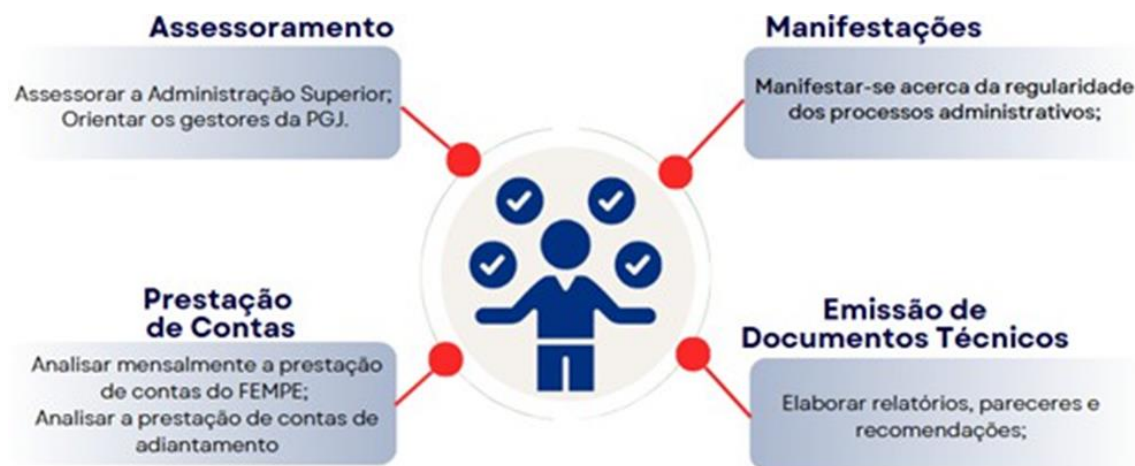 Assessoramento
Assessorar a Administração Superior;
Orientar os gestores da PGJ.
Manifestações
Manifestar-se acerca da regularidade
dos processos administrativos;
Prestação
de Contas
Analisar mensalmente a prestação
de contas do FEMPE;
Analisar a prestação de contas de
adiantamento
Emissão de
Documentos Técnicos
Elaborar relatórios, pareceres e
recomendações;